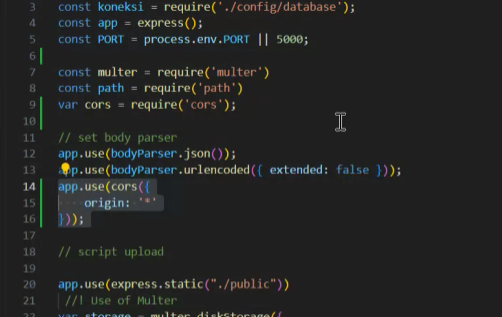 3 const koneksi = require('./config/database');
4 const app = express();
5 const PORT = process.env.PORT || 5000;
6
7 const multer = require('multer')
8 const path = require('path')
9 var cors = require('cors');
10
11 // set body parser
12 app.use(bodyParser.json());
13 app.use(bodyParser.urlencoded({ extended: false }));
14 app.use(cors({
15 origin: '*'
16 }));
17
18 // script upload
19
20 app.use(express.static("./public"))
21 //! Use of Multer
22 var storage = multer.diskStorage({